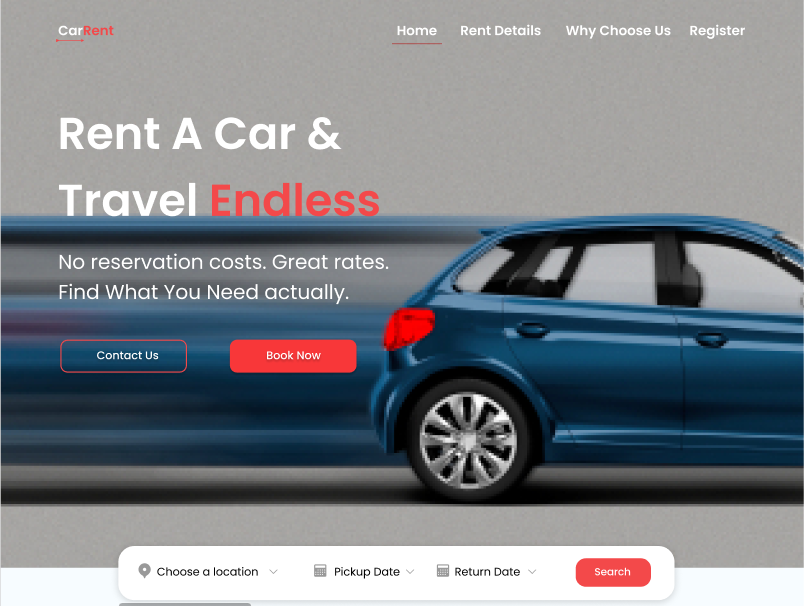 CarRent
Home Rent Details Why Choose Us Register
Rent A Car &
Travel Endless
No reservation costs. Great rates.
Find What You Need actually.
Contact Us Book Now
Choose a location Pickup Date Return Date Search